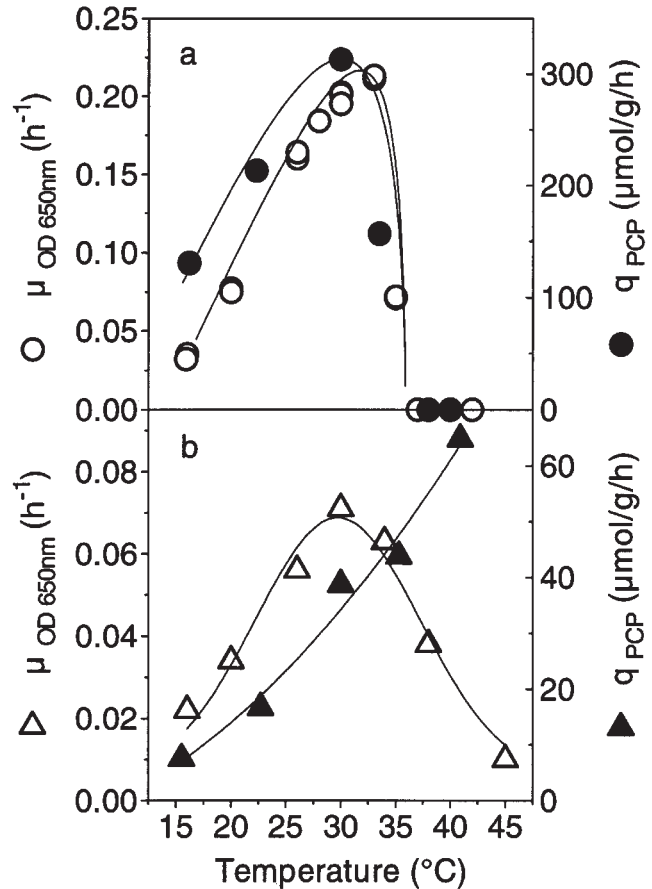 a
0.25
0.20
0.15
0.10
0.05
0.00
μ OD 650nm (h⁻¹)
300
200
100
0
q PCP (μmol/g/h)
b
0.08
0.06
0.04
0.02
0.00
μ OD 650nm (h⁻¹)
60
40
20
0
q PCP (μmol/g/h)
15 20 25 30 35 40 45
Temperature (°C)